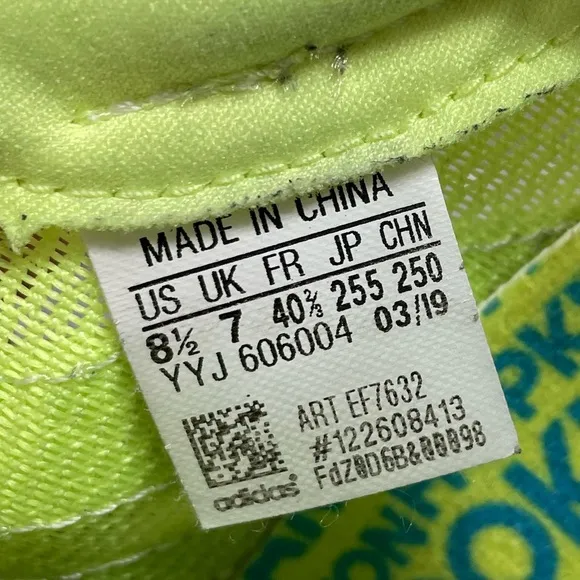 MADE IN CHINA
US UK FR JP CHN
8½ 7 40⅔ 255 250
YYJ 606004 03/19
ART EF7632
#122608413
FdZ0D6B&00098
adidas